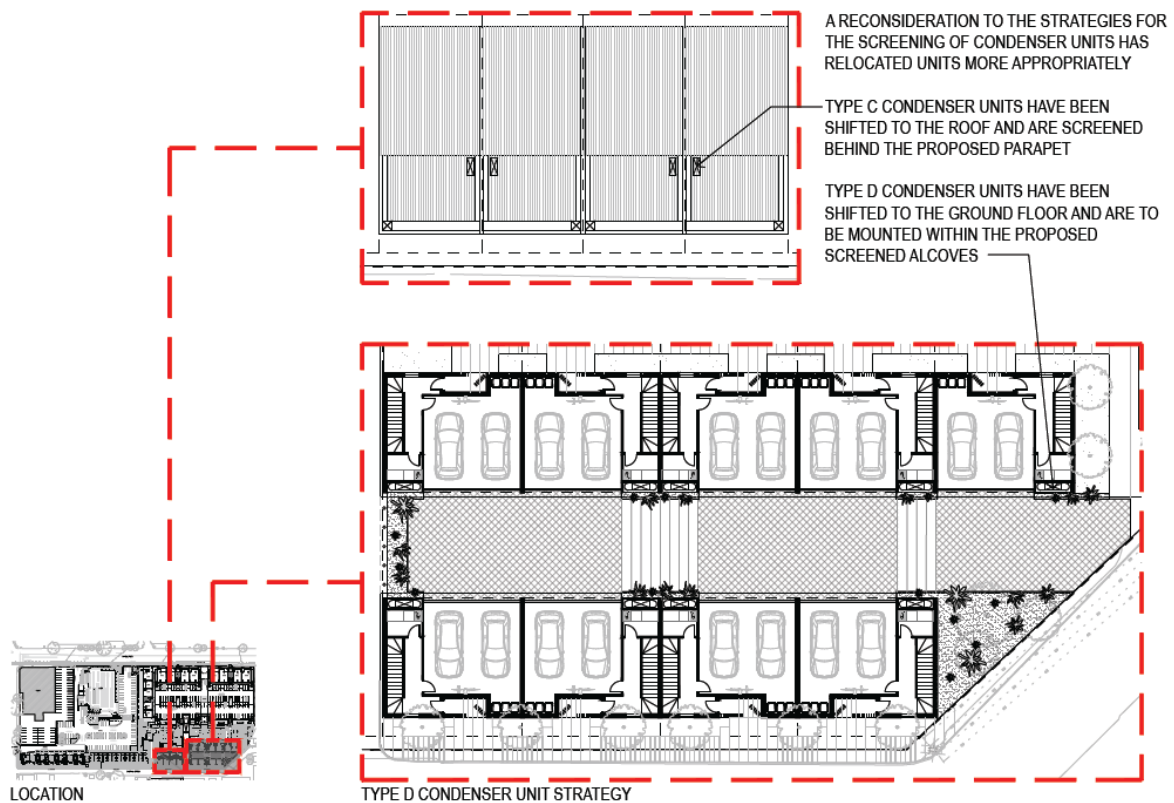 A RECONSIDERATION TO THE STRATEGIES FOR
THE SCREENING OF CONDENSER UNITS HAS
RELOCATED UNITS MORE APPROPRIATELY
TYPE C CONDENSER UNITS HAVE BEEN
SHIFTED TO THE ROOF AND ARE SCREENED
BEHIND THE PROPOSED PARAPET
TYPE D CONDENSER UNITS HAVE BEEN
SHIFTED TO THE GROUND FLOOR AND ARE TO
BE MOUNTED WITHIN THE PROPOSED
SCREENED ALCOVES
LOCATION
TYPE D CONDENSER UNIT STRATEGY